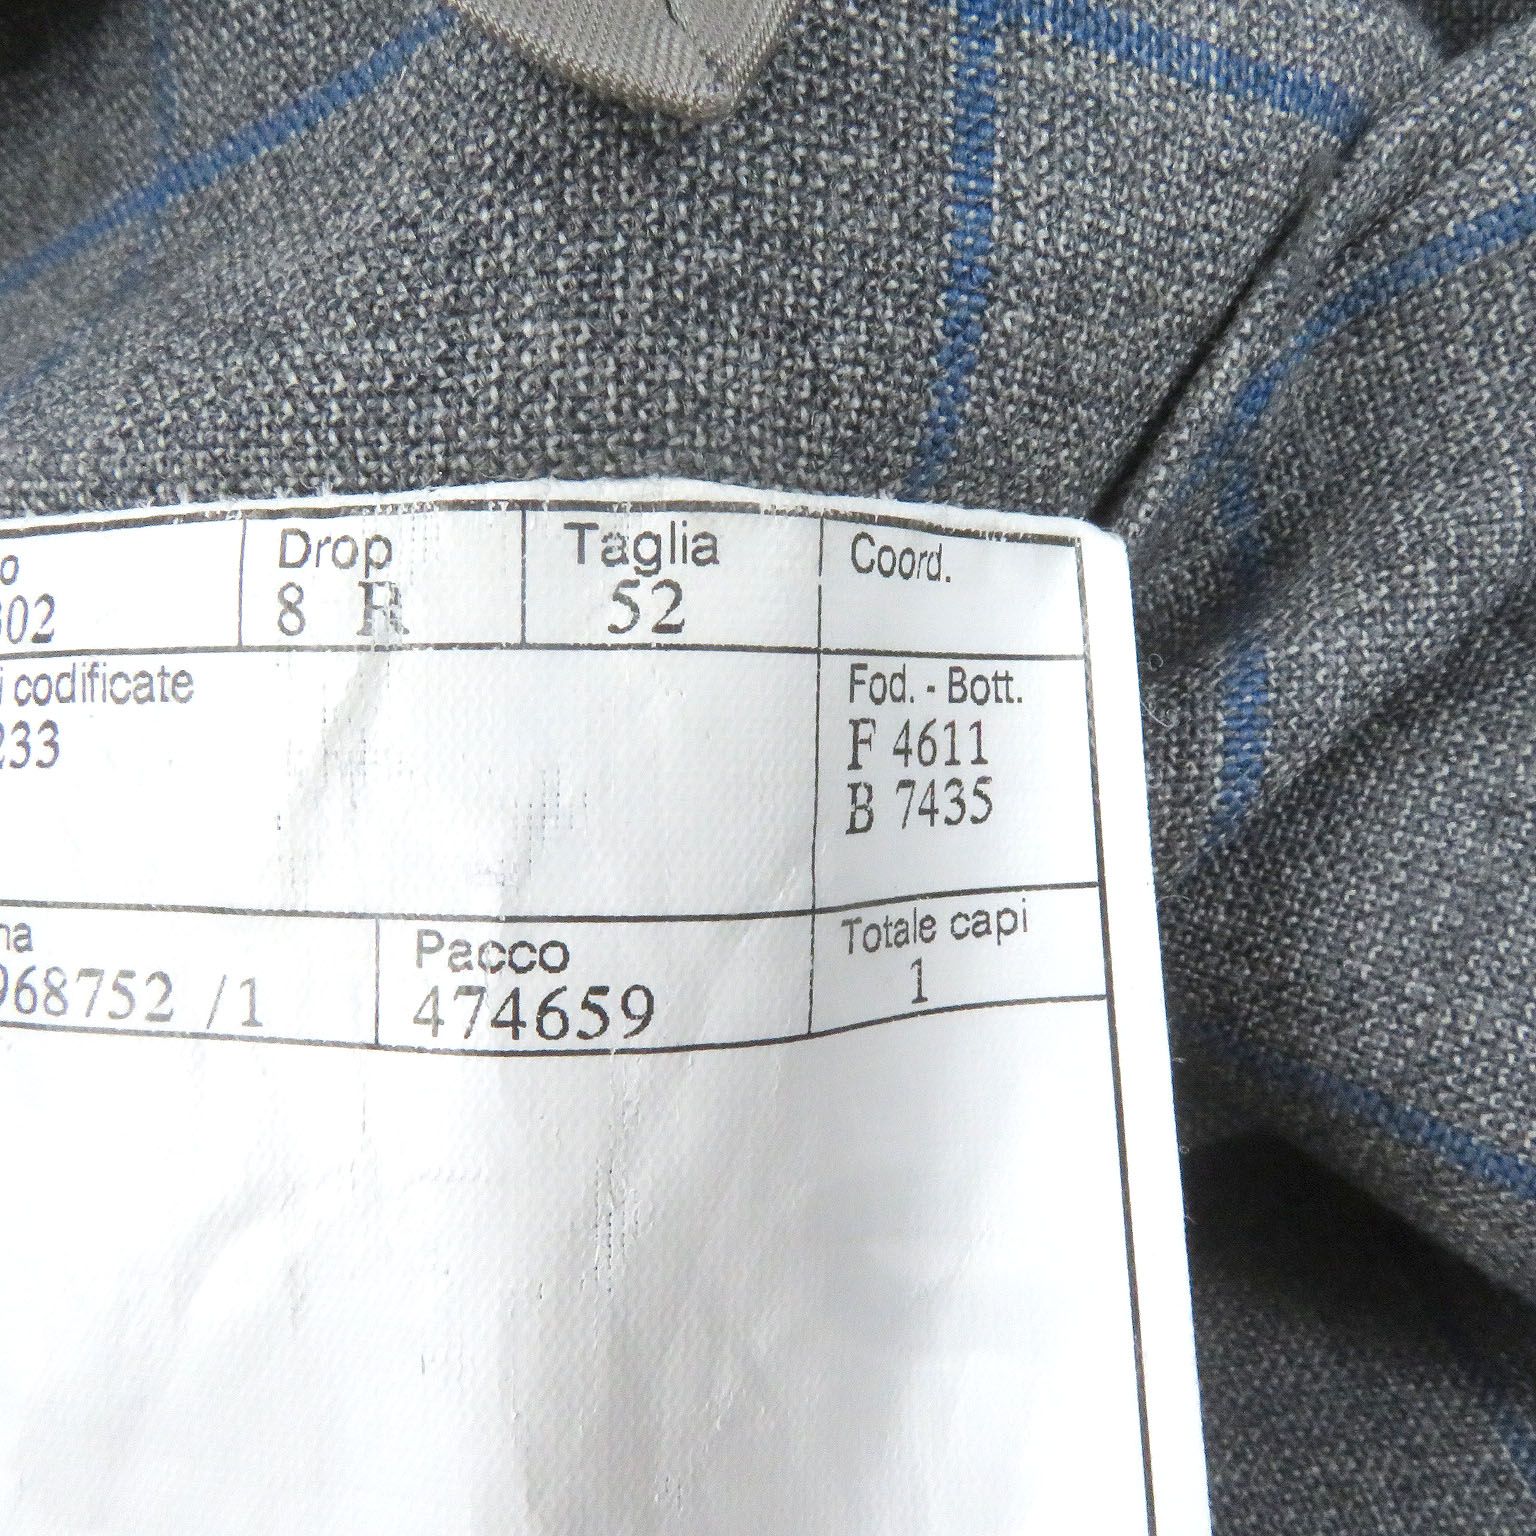 Drop Taglia Coord.
302 8 R 52
codificate Fod. - Bott.
233 F 4611
B 7435
Pacco Totale capi
968752 /1 474659 1